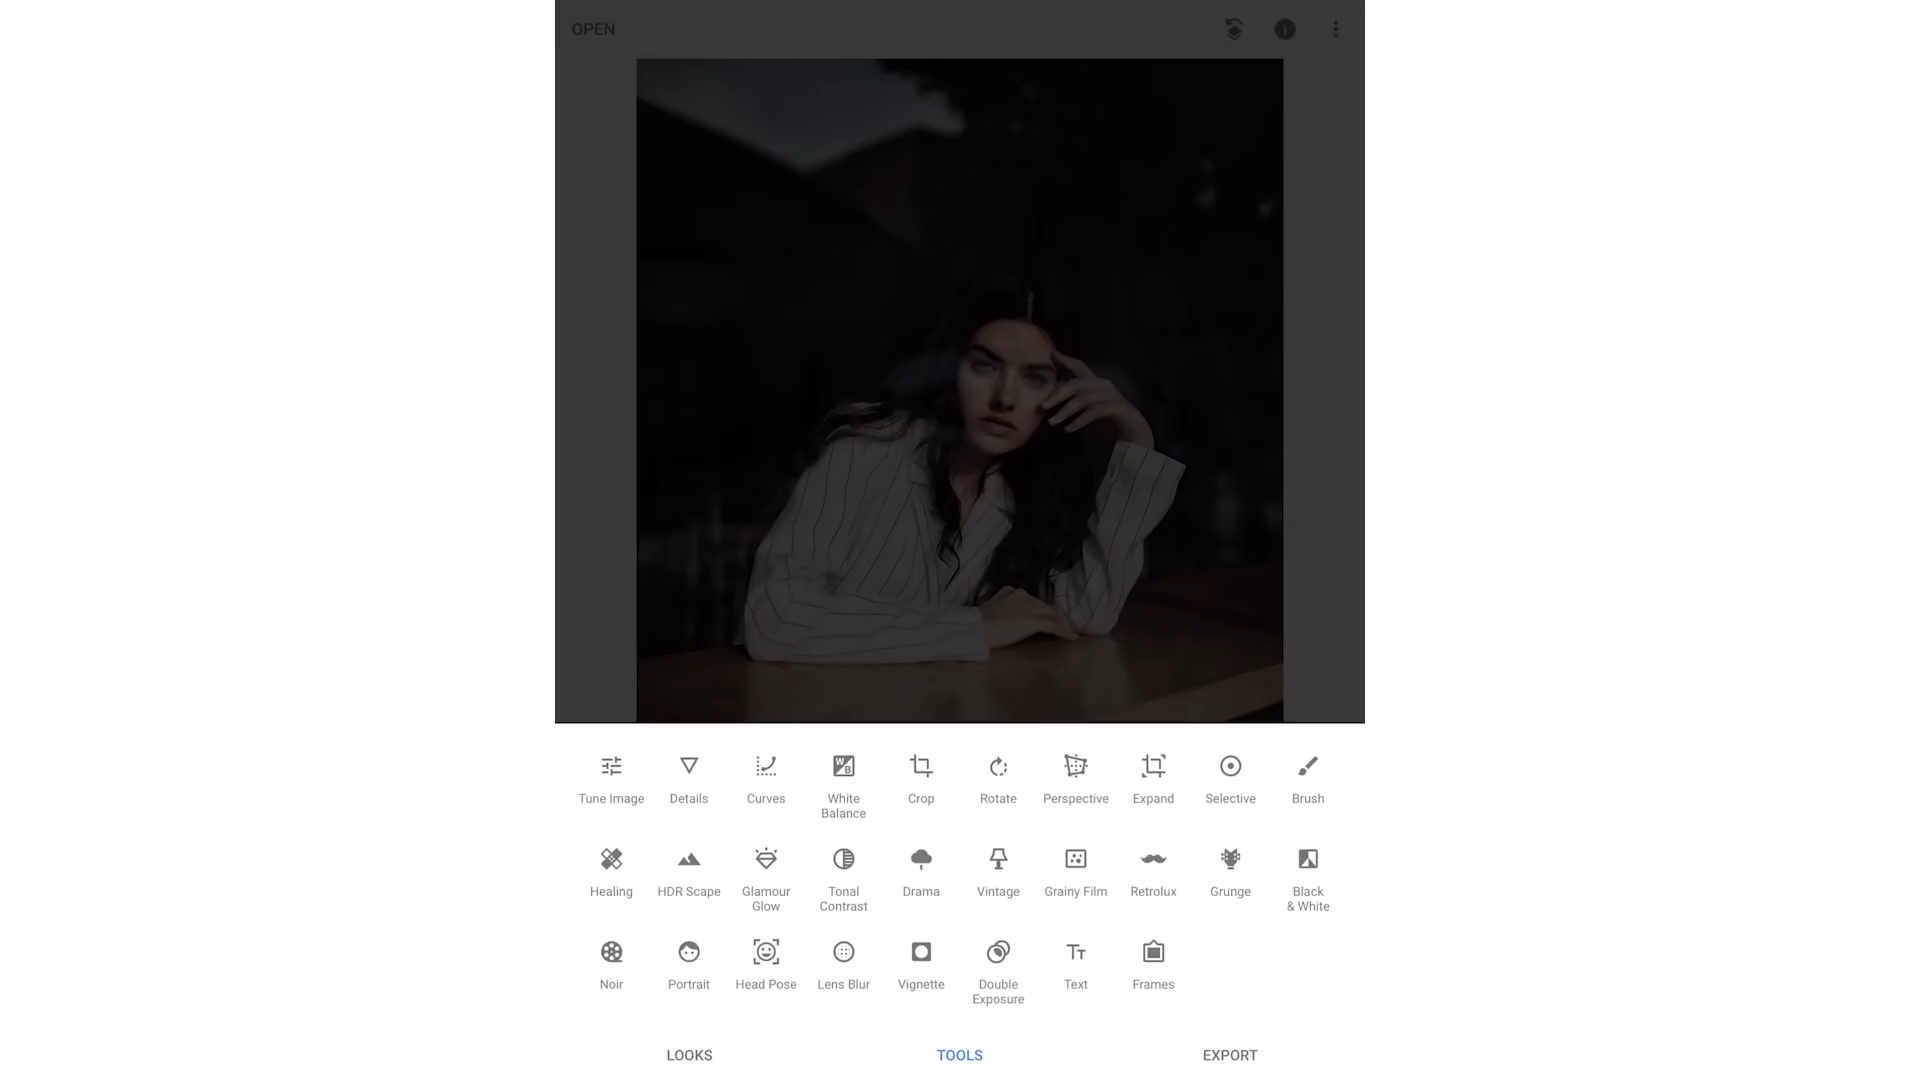 OPEN
Tune Image
Details
Curves
White
Balance
Crop
Rotate
Perspective
Expand
Selective
Brush
Healing
HDR Scape
Glamour
Glow
Tonal
Contrast
Drama
Vintage
Grainy Film
Retrolux
Grunge
Black
& White
Noir
Portrait
Head Pose
Lens Blur
Vignette
Double
Exposure
Text
Frames
LOOKS
TOOLS
EXPORT